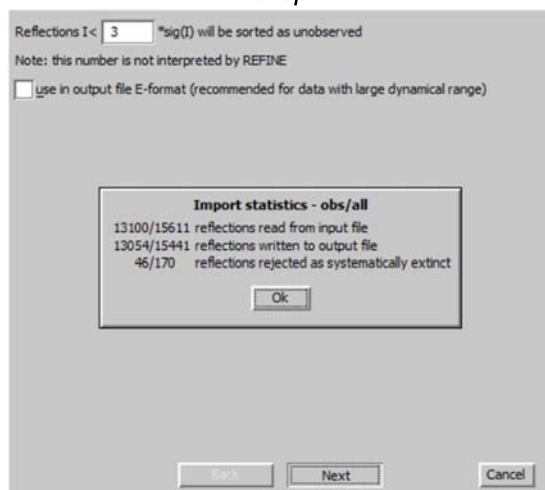 Reflections I< 3 *sig(I) will be sorted as unobserved
Note: this number is not interpreted by REFINE
use in output file E-format (recommended for data with large dynamical range)
Import statistics - obs/all
13100/15611 reflections read from input file
13054/15441 reflections written to output file
46/170 reflections rejected as systematically extinct
Ok
Back Next Cancel